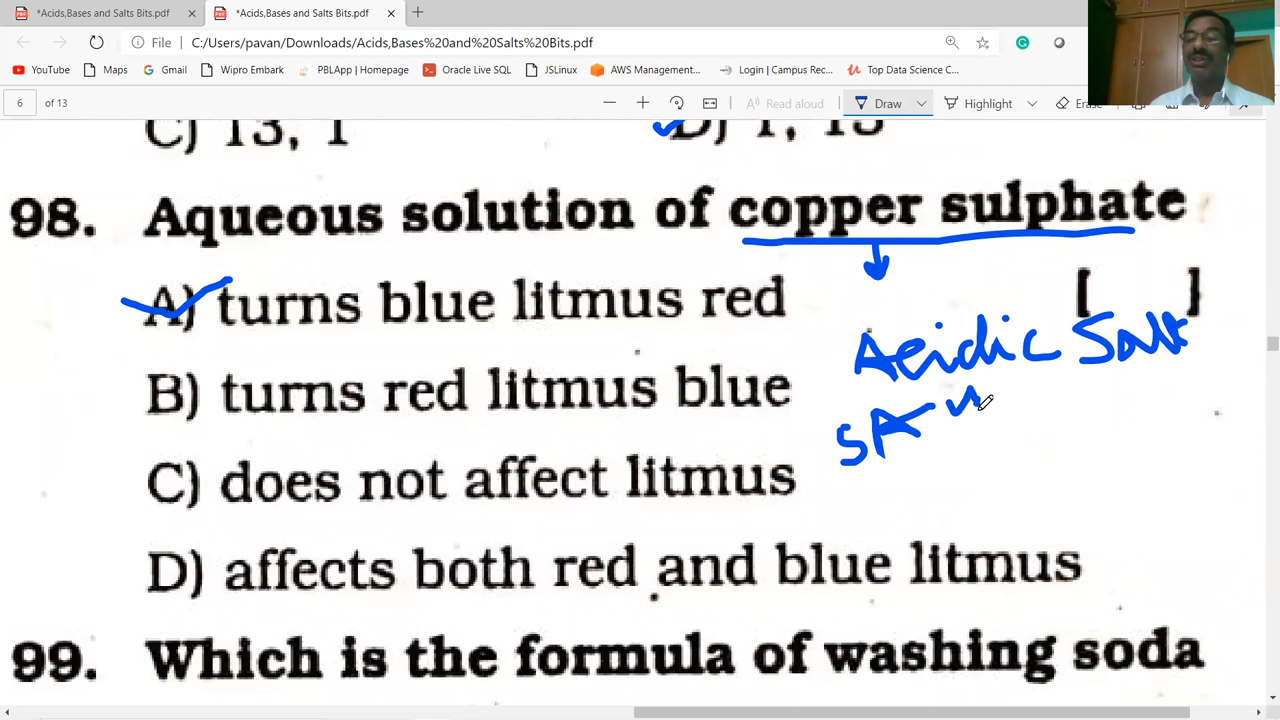 *Acids,Bases and Salts Bits.pdf
*Acids,Bases and Salts Bits.pdf
File
C:/Users/pavan/Downloads/Acids,Bases%20and%20Salts%20Bits.pdf
YouTube
Maps
Gmail
Wipro Embark
PBLApp | Homepage
Oracle Live SQL
JSLinux
AWS Management...
Login | Campus Rec...
Top Data Science C...
6 of 13
Read aloud
Draw
Highlight
Erase
C) 13, 1 D) 1, 13
98. Aqueous solution of copper sulphate
A) turns blue litmus red [ ]
Acidic Salt
B) turns red litmus blue
SA
C) does not affect litmus
D) affects both red and blue litmus
99. Which is the formula of washing soda